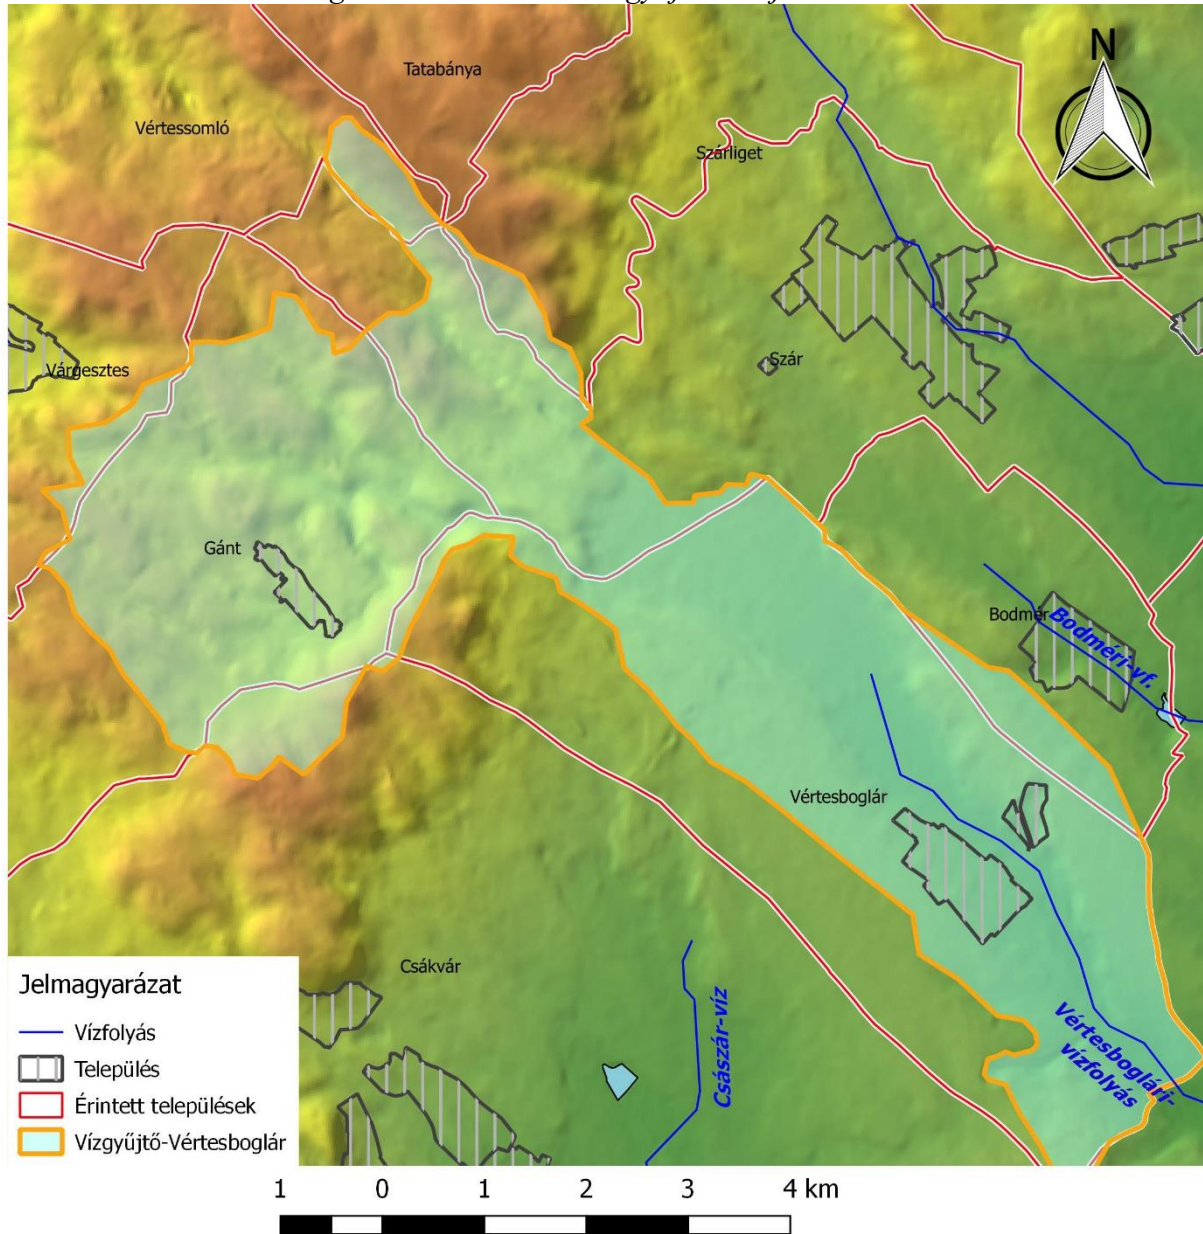 N
Tatabánya
Vértessomló
Szárliget
Várgesztes
Szár
Gánt
Bodmér
Bodméri-vf.
Vértesboglár
Csákvár
Császár-víz
Vértesboglári-
vízfolyás
Jelmagyarázat
Vízfolyás
Település
Érintett települések
Vízgyűjtő-Vértesboglár
1 0 1 2 3 4 km